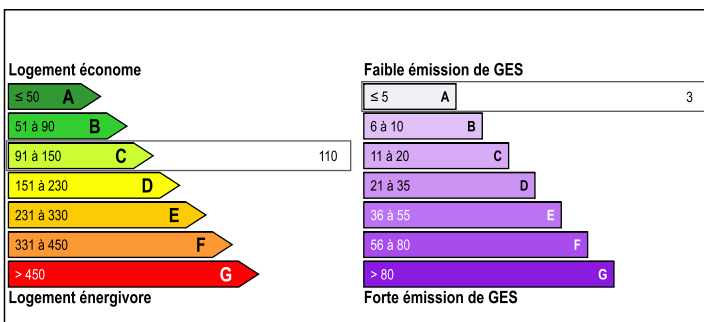 Logement économe
≤ 50 A
51 à 90 B
91 à 150 C 110
151 à 230 D
231 à 330 E
331 à 450 F
> 450 G
Logement énergivore
Faible émission de GES
≤ 5 A 3
6 à 10 B
11 à 20 C
21 à 35 D
36 à 55 E
56 à 80 F
> 80 G
Forte émission de GES